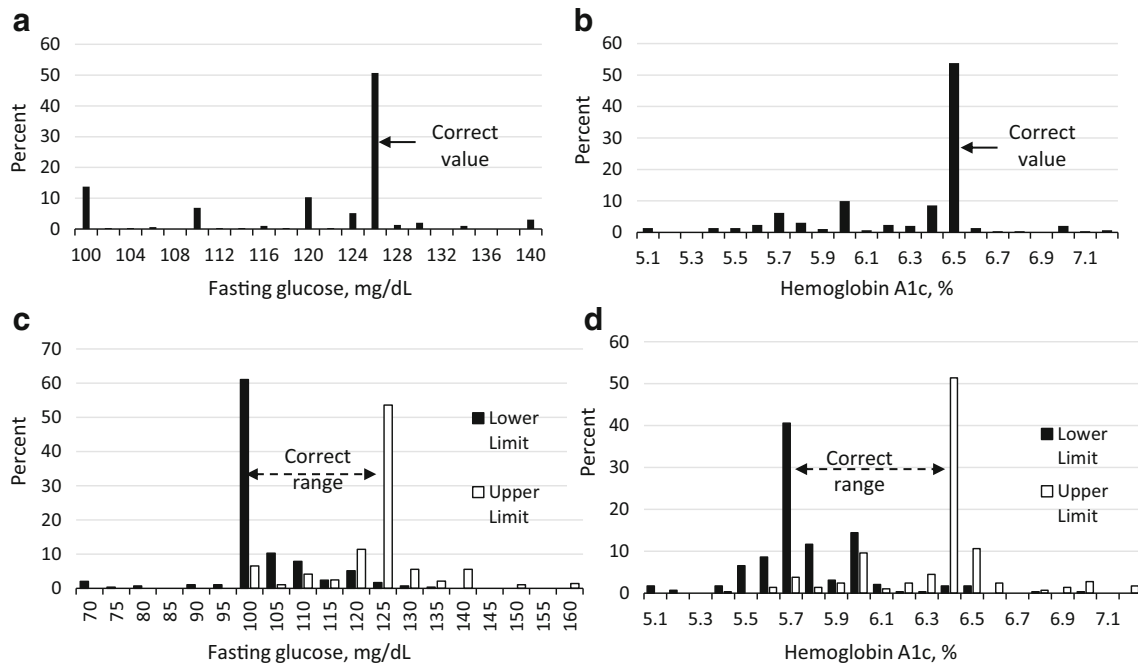 a
60
50
40
30
20
10
0
Percent
Correct
value
100 104 108 112 116 120 124 128 132 136 140
Fasting glucose, mg/dL
b
60
50
40
30
20
10
0
Percent
Correct
value
5.1 5.3 5.5 5.7 5.9 6.1 6.3 6.5 6.7 6.9 7.1
Hemoglobin A1c, %
c
70
60
50
40
30
20
10
0
Percent
Correct
range
Lower
Limit
Upper
Limit
70 75 80 85 90 95 100 105 110 115 120 125 130 135 140 145 150 155 160
Fasting glucose, mg/dL
d
60
50
40
30
20
10
0
Percent
Correct
range
Lower
Limit
Upper
Limit
5.1 5.3 5.5 5.7 5.9 6.1 6.3 6.5 6.7 6.9 7.1
Hemoglobin A1c, %